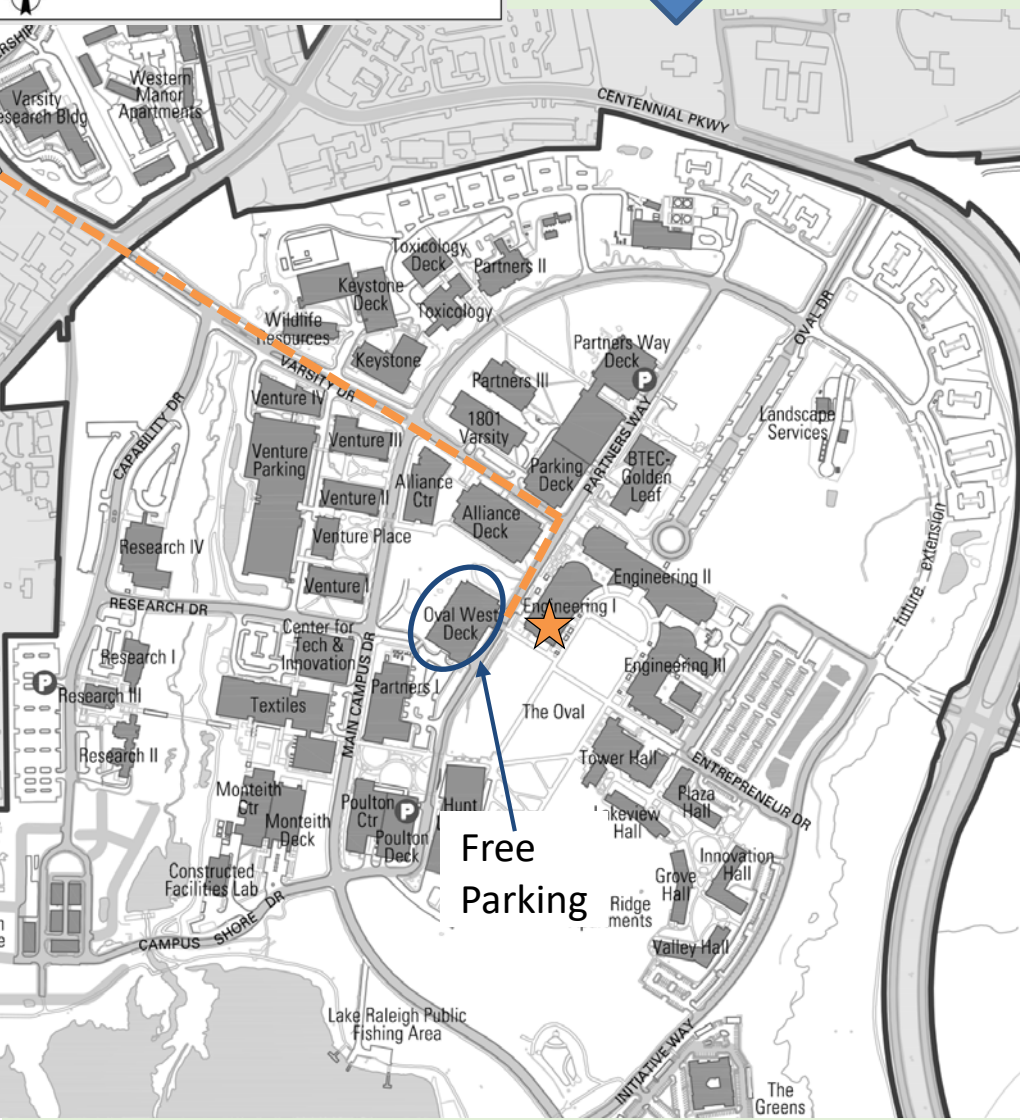 CENTENNIAL PKWY
Western
Manor
Apartments
Varsity
Research Bldg
Toxicology
Deck
Partners II
Keystone
Deck
Toxicology
Wildlife
Resources
Keystone
VARSITY DR
OVAL DR
Partners Way
Deck
P
Partners III
Venture IV
1801
Varsity
PARTNERS WAY
Landscape
Services
CAPABILITY DR
Venture III
Venture
Parking
Alliance
Ctr
Parking
Deck
BTEC-
Golden
Leaf
Venture II
Alliance
Deck
Venture Place
Research IV
Engineering II
future extension
Venture I
RESEARCH DR
Oval West
Deck
Engineering I
Center for
Tech &
Innovation
MAIN CAMPUS DR
Research I
Engineering III
P
Research III
Partners I
Textiles
The Oval
Research II
Tower Hall
ENTREPRENEUR DR
Monteith
Ctr
Poulton
Ctr
P
Hunt
Plaza
Hall
Monteith
Deck
Poulton
Deck
keview
Hall
Free
Parking
Innovation
Hall
Constructed
Facilities Lab
Grove
Hall
Ridge
ments
CAMPUS SHORE DR
Valley Hall
Lake Raleigh Public
Fishing Area
INITIATIVE WAY
The
Greens